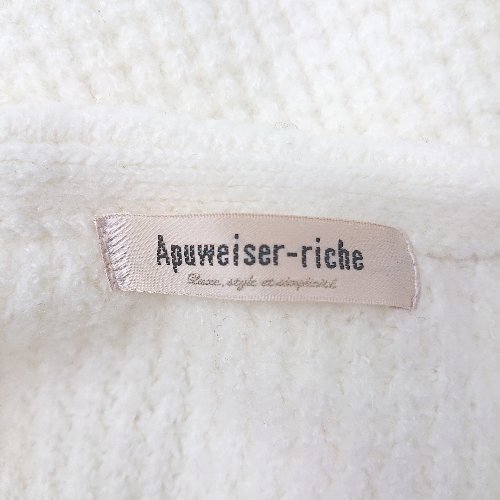 Apuweiser-riche
Luxe, style et simplicité.